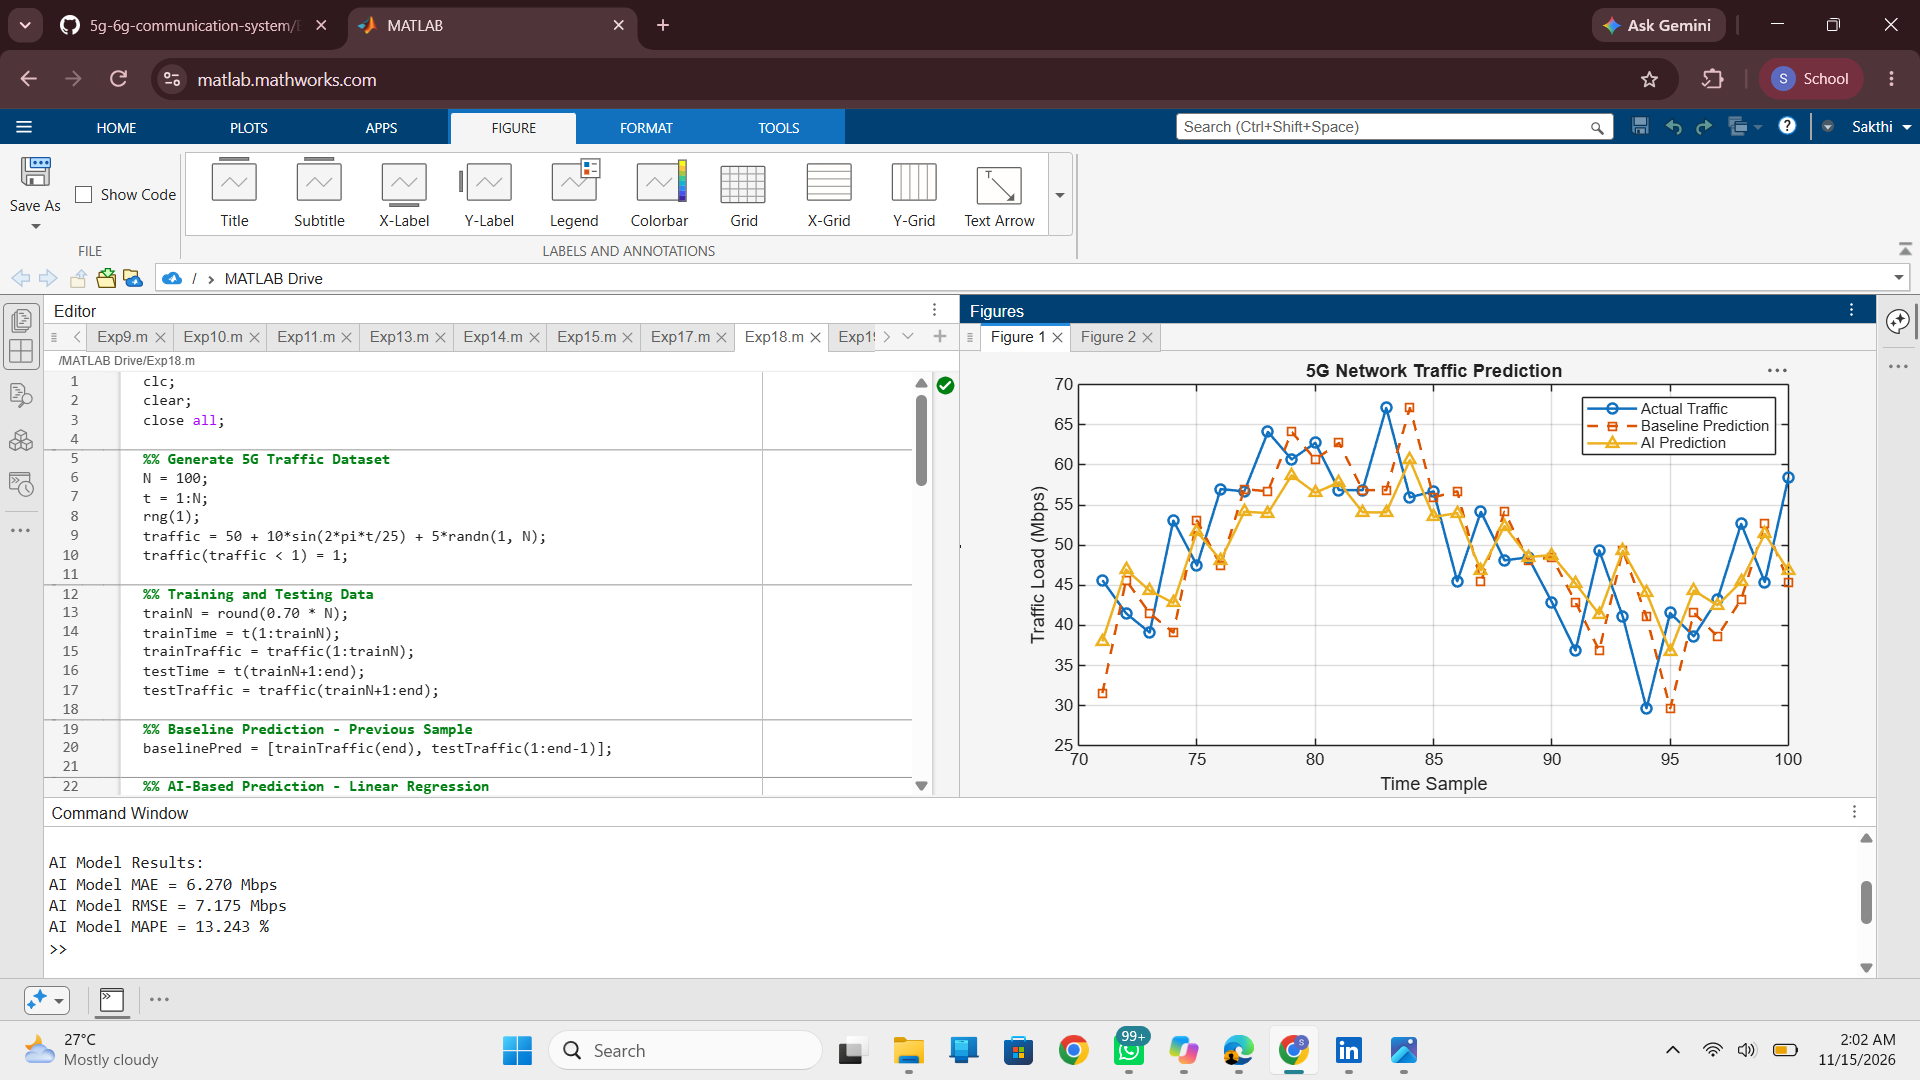 5g-6g-communication-system/
MATLAB
Ask Gemini
matlab.mathworks.com
S School
HOME PLOTS APPS FIGURE FORMAT TOOLS
Search (Ctrl+Shift+Space)
? Sakthi
Save As
Show Code
Title Subtitle X-Label Y-Label Legend Colorbar Grid X-Grid Y-Grid Text Arrow
FILE
LABELS AND ANNOTATIONS
/ › MATLAB Drive
Editor
Exp9.m Exp10.m Exp11.m Exp13.m Exp14.m Exp15.m Exp17.m Exp18.m Exp1
/MATLAB Drive/Exp18.m
1 clc;
2 clear;
3 close all;
4
5 %% Generate 5G Traffic Dataset
6 N = 100;
7 t = 1:N;
8 rng(1);
9 traffic = 50 + 10*sin(2*pi*t/25) + 5*randn(1, N);
10 traffic(traffic < 1) = 1;
11
12 %% Training and Testing Data
13 trainN = round(0.70 * N);
14 trainTime = t(1:trainN);
15 trainTraffic = traffic(1:trainN);
16 testTime = t(trainN+1:end);
17 testTraffic = traffic(trainN+1:end);
18
19 %% Baseline Prediction - Previous Sample
20 baselinePred = [trainTraffic(end), testTraffic(1:end-1)];
21
22 %% AI-Based Prediction - Linear Regression
Figures
Figure 1 Figure 2
5G Network Traffic Prediction
Actual Traffic
Baseline Prediction
AI Prediction
Traffic Load (Mbps)
70
65
60
55
50
45
40
35
30
25
70 75 80 85 90 95 100
Time Sample
Command Window
AI Model Results:
AI Model MAE = 6.270 Mbps
AI Model RMSE = 7.175 Mbps
AI Model MAPE = 13.243 %
>>
27°C
Mostly cloudy
Search
99+
2:02 AM
11/15/2026